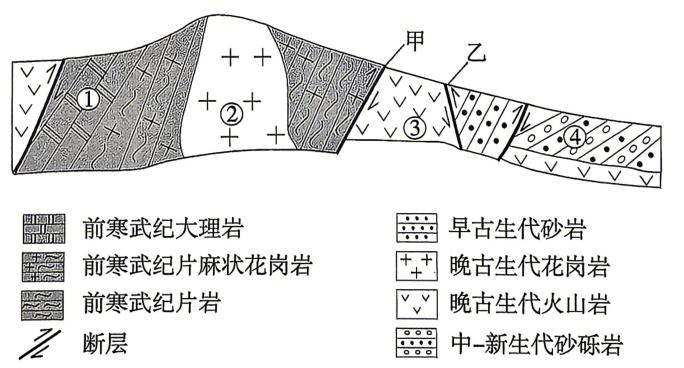 甲
乙
①
②
③
④
前寒武纪大理岩
前寒武纪片麻状花岗岩
前寒武纪片岩
断层
早古生代砂岩
晚古生代花岗岩
晚古生代火山岩
中-新生代砂砾岩